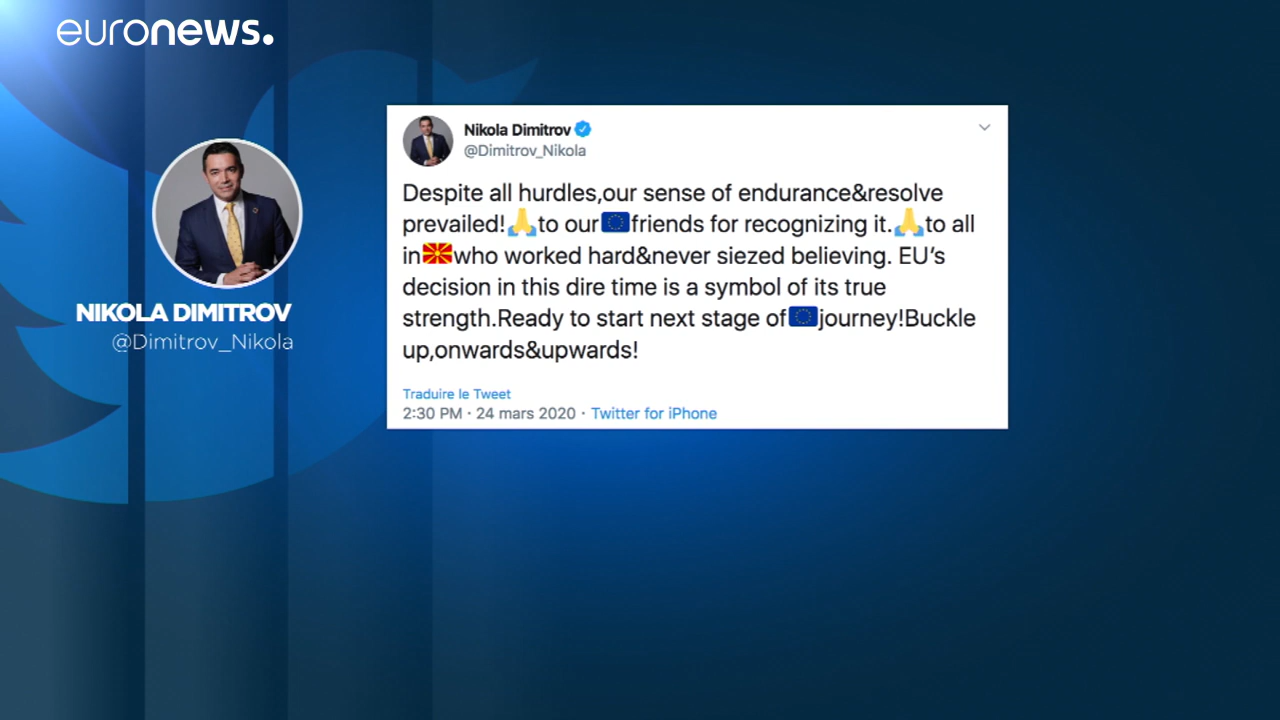 euronews.
NIKOLA DIMITROV
@Dimitrov_Nikola
Nikola Dimitrov
@Dimitrov_Nikola
Despite all hurdles,our sense of endurance&resolve
prevailed!🙏to our🇪🇺friends for recognizing it.🙏to all
in🇲🇰who worked hard&never siezed believing. EU‘s
decision in this dire time is a symbol of its true
strength.Ready to start next stage of🇪🇺journey!Buckle
up,onwards&upwards!
Traduire le Tweet
2:30 PM · 24 mars 2020 · Twitter for iPhone